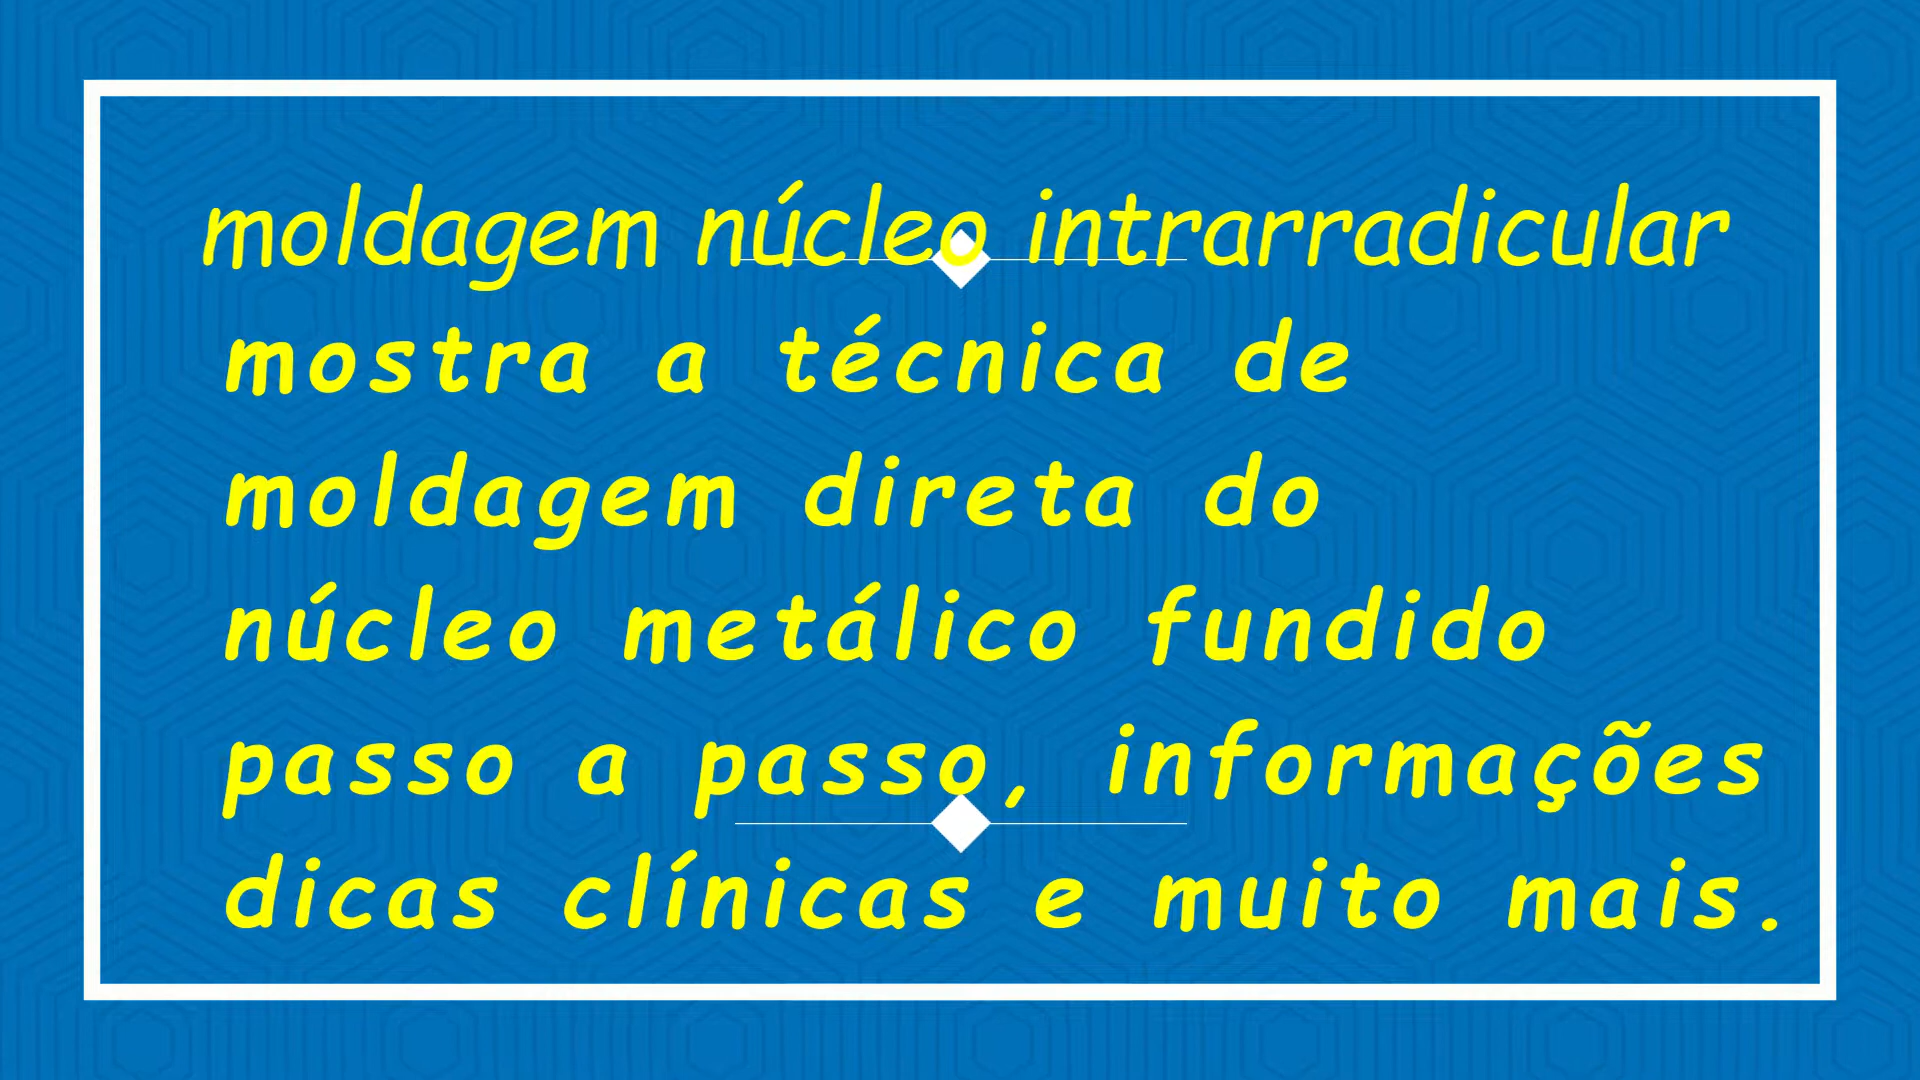 moldagem núcleo intrarradicular
mostra a técnica de
moldagem direta do
núcleo metálico fundido
passo a passo, informações
dicas clínicas e muito mais.